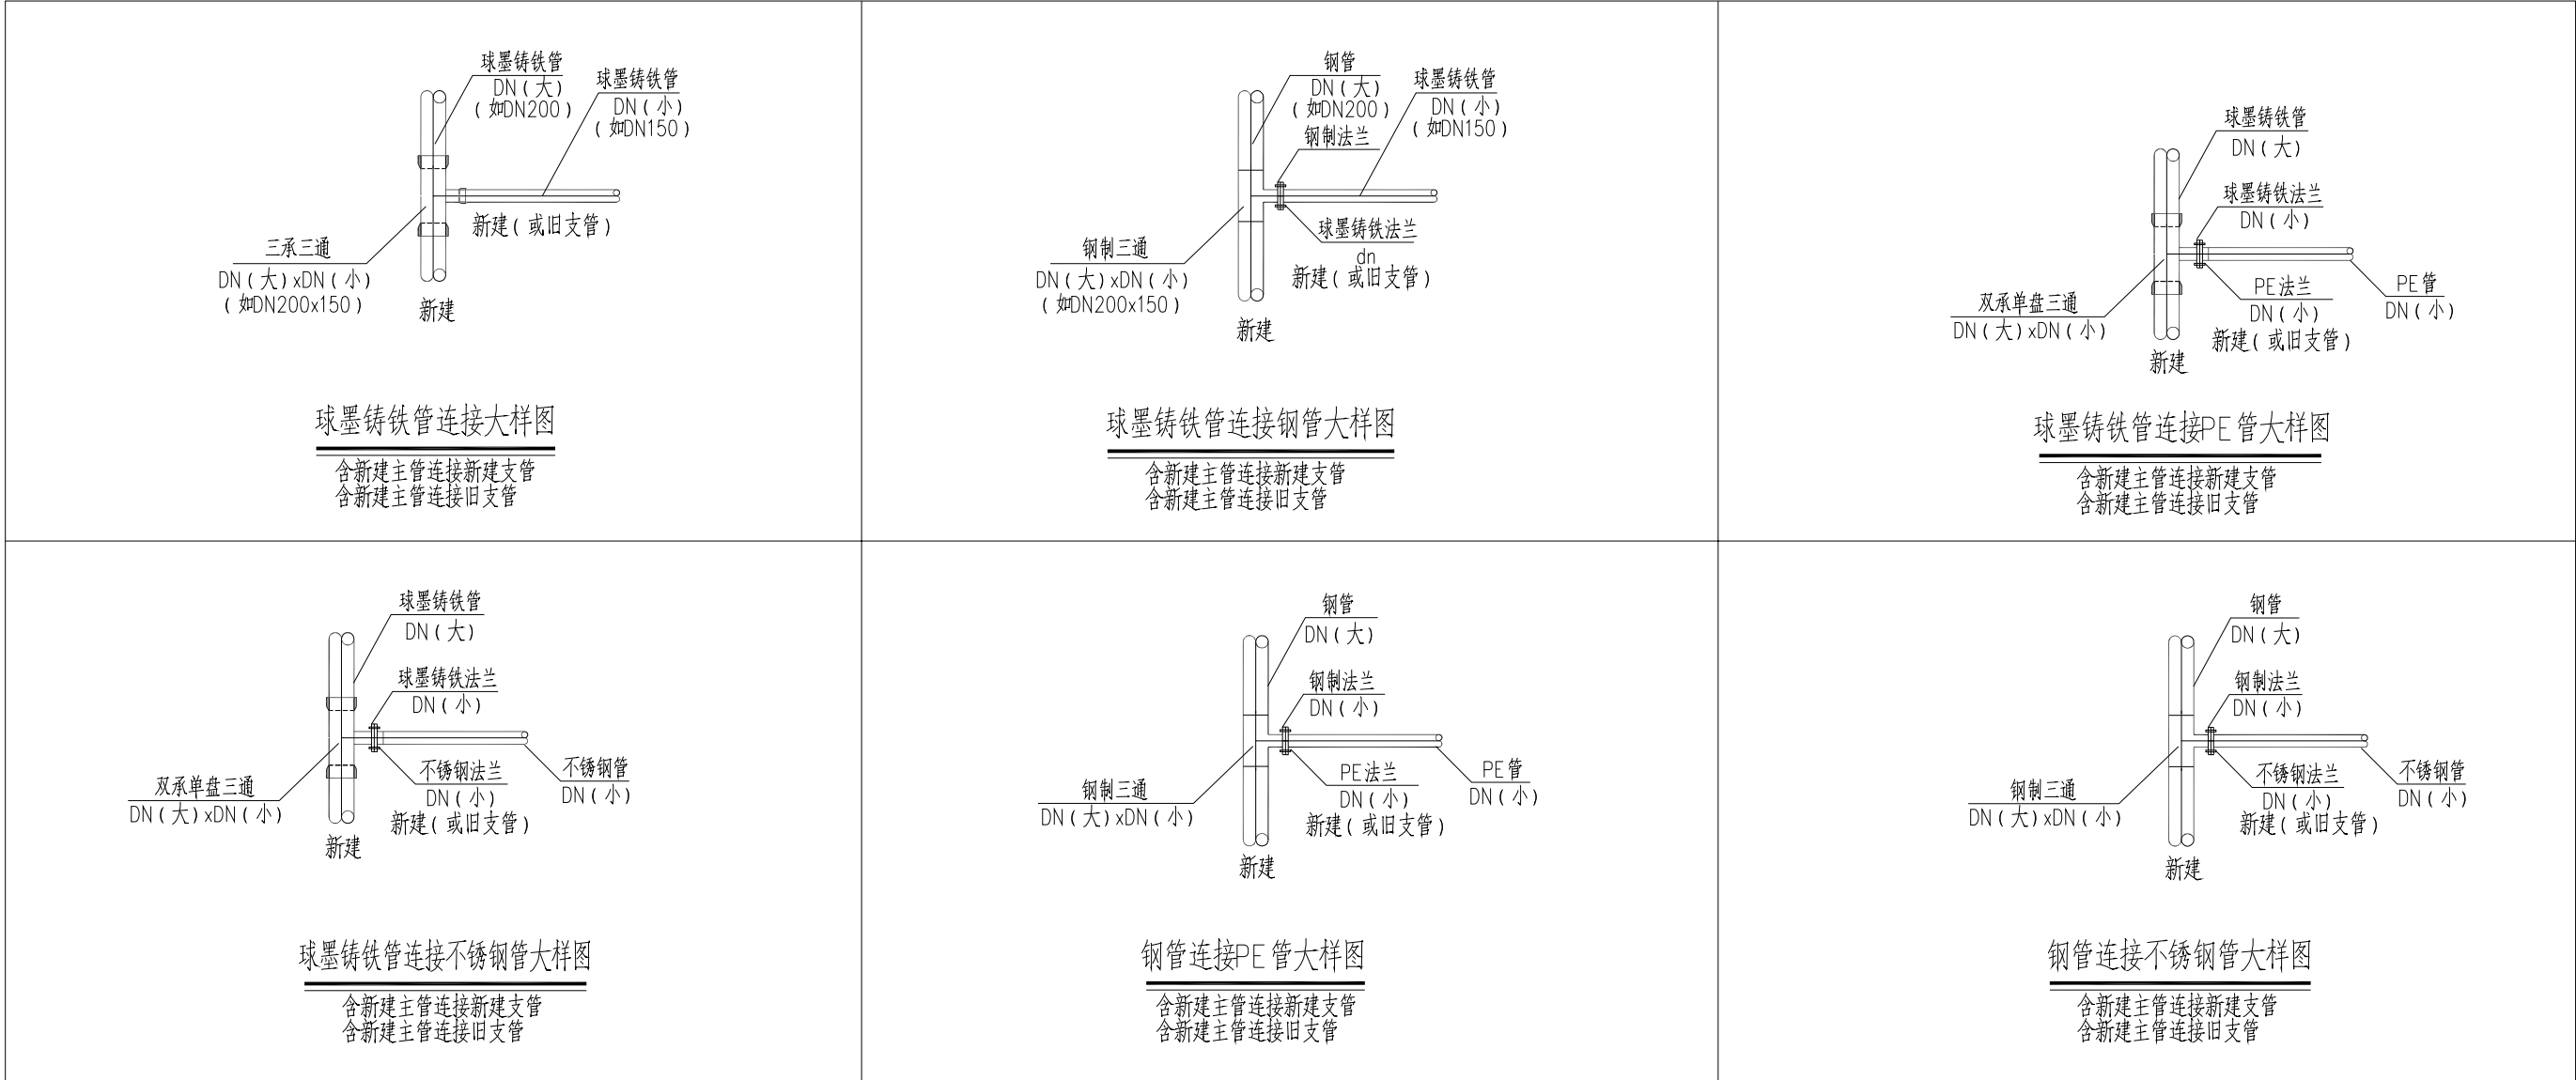 球墨铸铁管
DN(大)
(如DN200)
球墨铸铁管
DN(小)
(如DN150)
新建(或旧支管)
三承三通
DN(大)xDN(小)
(如DN200x150)
新建
球墨铸铁管连接大样图
含新建主管连接新建支管
含新建主管连接旧支管
钢管
DN(大)
(如DN200)
钢制法兰
球墨铸铁管
DN(小)
(如DN150)
球墨铸铁法兰
dn
新建(或旧支管)
钢制三通
DN(大)xDN(小)
(如DN200x150)
新建
球墨铸铁管连接钢管大样图
含新建主管连接新建支管
含新建主管连接旧支管
球墨铸铁管
DN(大)
球墨铸铁法兰
DN(小)
PE法兰
DN(小)
新建(或旧支管)
PE管
DN(小)
双承单盘三通
DN(大)xDN(小)
新建
球墨铸铁管连接PE管大样图
含新建主管连接新建支管
含新建主管连接旧支管
球墨铸铁管
DN(大)
球墨铸铁法兰
DN(小)
不锈钢法兰
DN(小)
新建(或旧支管)
不锈钢管
DN(小)
双承单盘三通
DN(大)xDN(小)
新建
球墨铸铁管连接不锈钢管大样图
含新建主管连接新建支管
含新建主管连接旧支管
钢管
DN(大)
钢制法兰
DN(小)
PE法兰
DN(小)
新建(或旧支管)
PE管
DN(小)
钢制三通
DN(大)xDN(小)
新建
钢管连接PE管大样图
含新建主管连接新建支管
含新建主管连接旧支管
钢管
DN(大)
钢制法兰
DN(小)
不锈钢法兰
DN(小)
新建(或旧支管)
不锈钢管
DN(小)
钢制三通
DN(大)xDN(小)
新建
钢管连接不锈钢管大样图
含新建主管连接新建支管
含新建主管连接旧支管